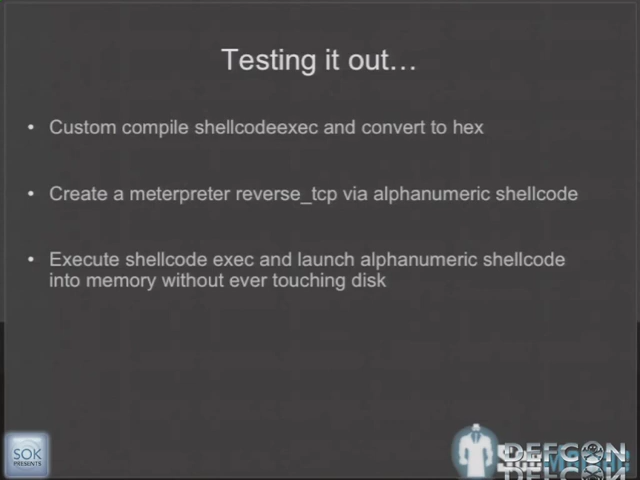 Testing it out…
• Custom compile shellcodeexec and convert to hex
• Create a meterpreter reverse_tcp via alphanumeric shellcode
• Execute shellcode exec and launch alphanumeric shellcode
into memory without ever touching disk
SOK
PRESENTS
DEFCON
DEFCON